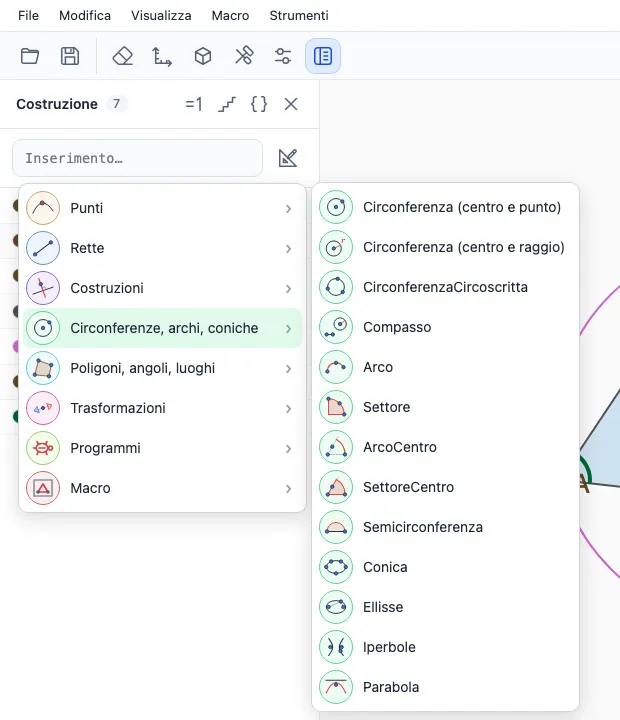 File Modifica Visualizza Macro Strumenti
Costruzione 7 =1 {}
Inserimento…
Punti
Rette
Costruzioni
Circonferenze, archi, coniche
Poligoni, angoli, luoghi
Trasformazioni
Programmi
Macro
Circonferenza (centro e punto)
Circonferenza (centro e raggio)
CirconferenzaCircoscritta
Compasso
Arco
Settore
ArcoCentro
SettoreCentro
Semicirconferenza
Conica
Ellisse
Iperbole
Parabola
A